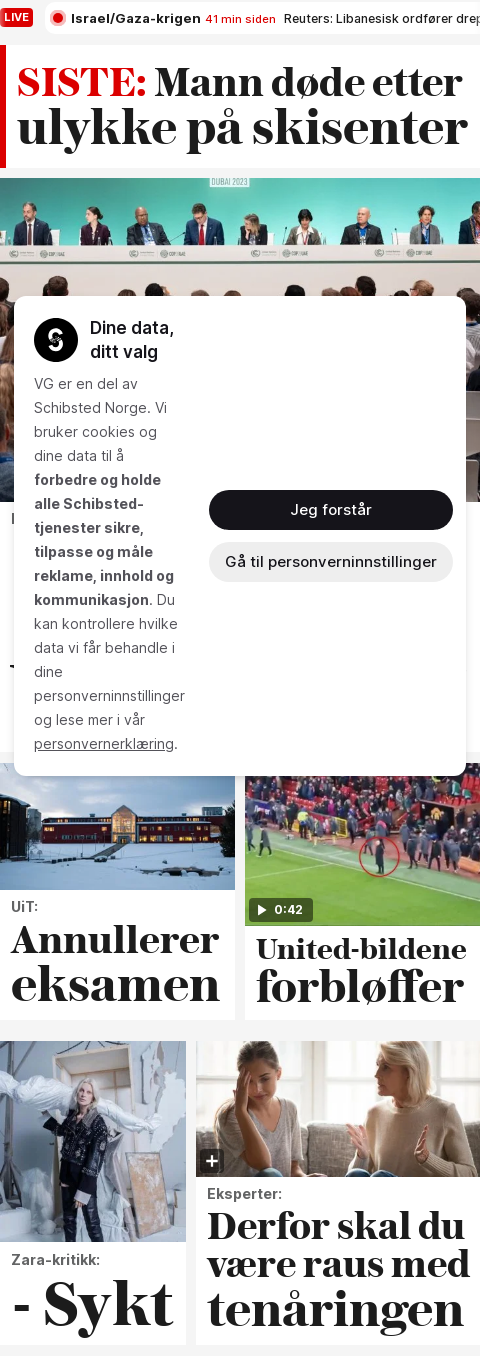 LIVE
Israel/Gaza-krigen 41 min siden Reuters: Libanesisk ordfører
SISTE: Mann døde etter
ulykke på skisenter
DUBAI 2023
COP28UAE COP28UAE COP28UAE COP28UAE
Dine data,
ditt valg
VG er en del av
Schibsted Norge. Vi
bruker cookies og
dine data til å
forbedre og holde
alle Schibsted-
tjenester sikre,
tilpasse og måle
reklame, innhold og
kommunikasjon. Du
kan kontrollere hvilke
data vi får behandle i
dine
personverninnstillinger
og lese mer i vår
personvernerklæring.
Jeg forstår
Gå til personverninnstillinger
0:42
UiT:
Annullerer
eksamen
United-bildene
forbløffer
Zara-kritikk:
- Sykt
Eksperter:
Derfor skal du
være raus med
tenåringen